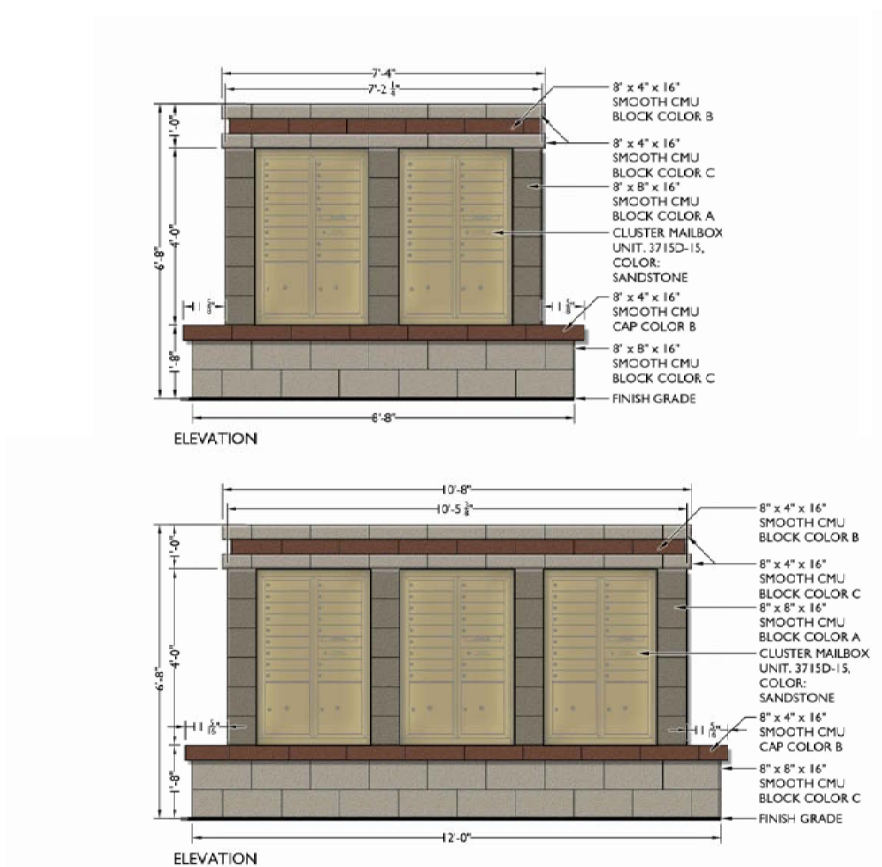 7'-4"
7'-2 1/4"
8" x 4" x 16"
SMOOTH CMU
BLOCK COLOR B
1'-0"
8" x 4" x 16"
SMOOTH CMU
BLOCK COLOR C
8" x 8" x 16"
SMOOTH CMU
BLOCK COLOR A
CLUSTER MAILBOX
UNIT. 3715D-15,
COLOR:
SANDSTONE
6'-8"
4'-0"
8" x 4" x 16"
SMOOTH CMU
CAP COLOR B
8" x 8" x 16"
SMOOTH CMU
BLOCK COLOR C
1'-8"
FINISH GRADE
8'-8"
ELEVATION
10'-8"
10'-5 3/8"
8" x 4" x 16"
SMOOTH CMU
BLOCK COLOR B
1'-0"
8" x 4" x 16"
SMOOTH CMU
BLOCK COLOR C
8" x 8" x 16"
SMOOTH CMU
BLOCK COLOR A
CLUSTER MAILBOX
UNIT. 3715D-15,
COLOR:
SANDSTONE
6'-8"
4'-0"
8" x 4" x 16"
SMOOTH CMU
CAP COLOR B
8" x 8" x 16"
SMOOTH CMU
BLOCK COLOR C
1'-8"
FINISH GRADE
12'-0"
ELEVATION